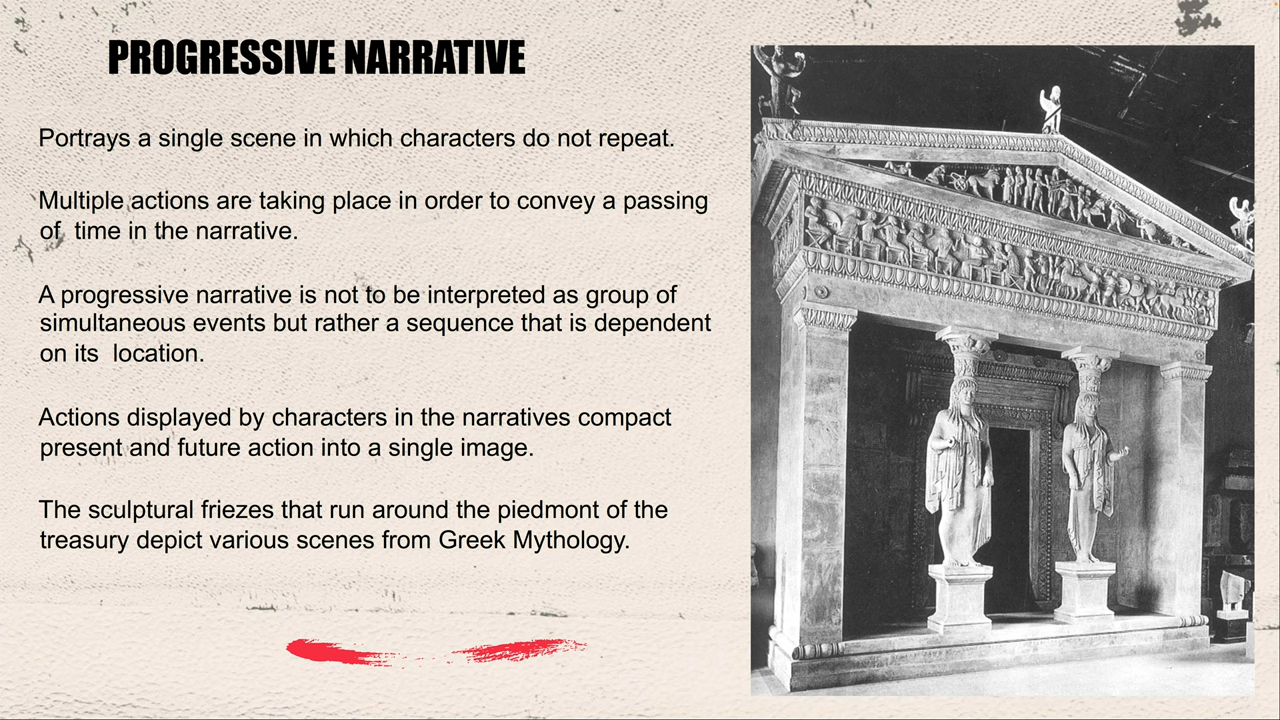 PROGRESSIVE NARRATIVE
Portrays a single scene in which characters do not repeat.
Multiple actions are taking place in order to convey a passing
of time in the narrative.
A progressive narrative is not to be interpreted as group of
simultaneous events but rather a sequence that is dependent
on its location.
Actions displayed by characters in the narratives compact
present and future action into a single image.
The sculptural friezes that run around the piedmont of the
treasury depict various scenes from Greek Mythology.